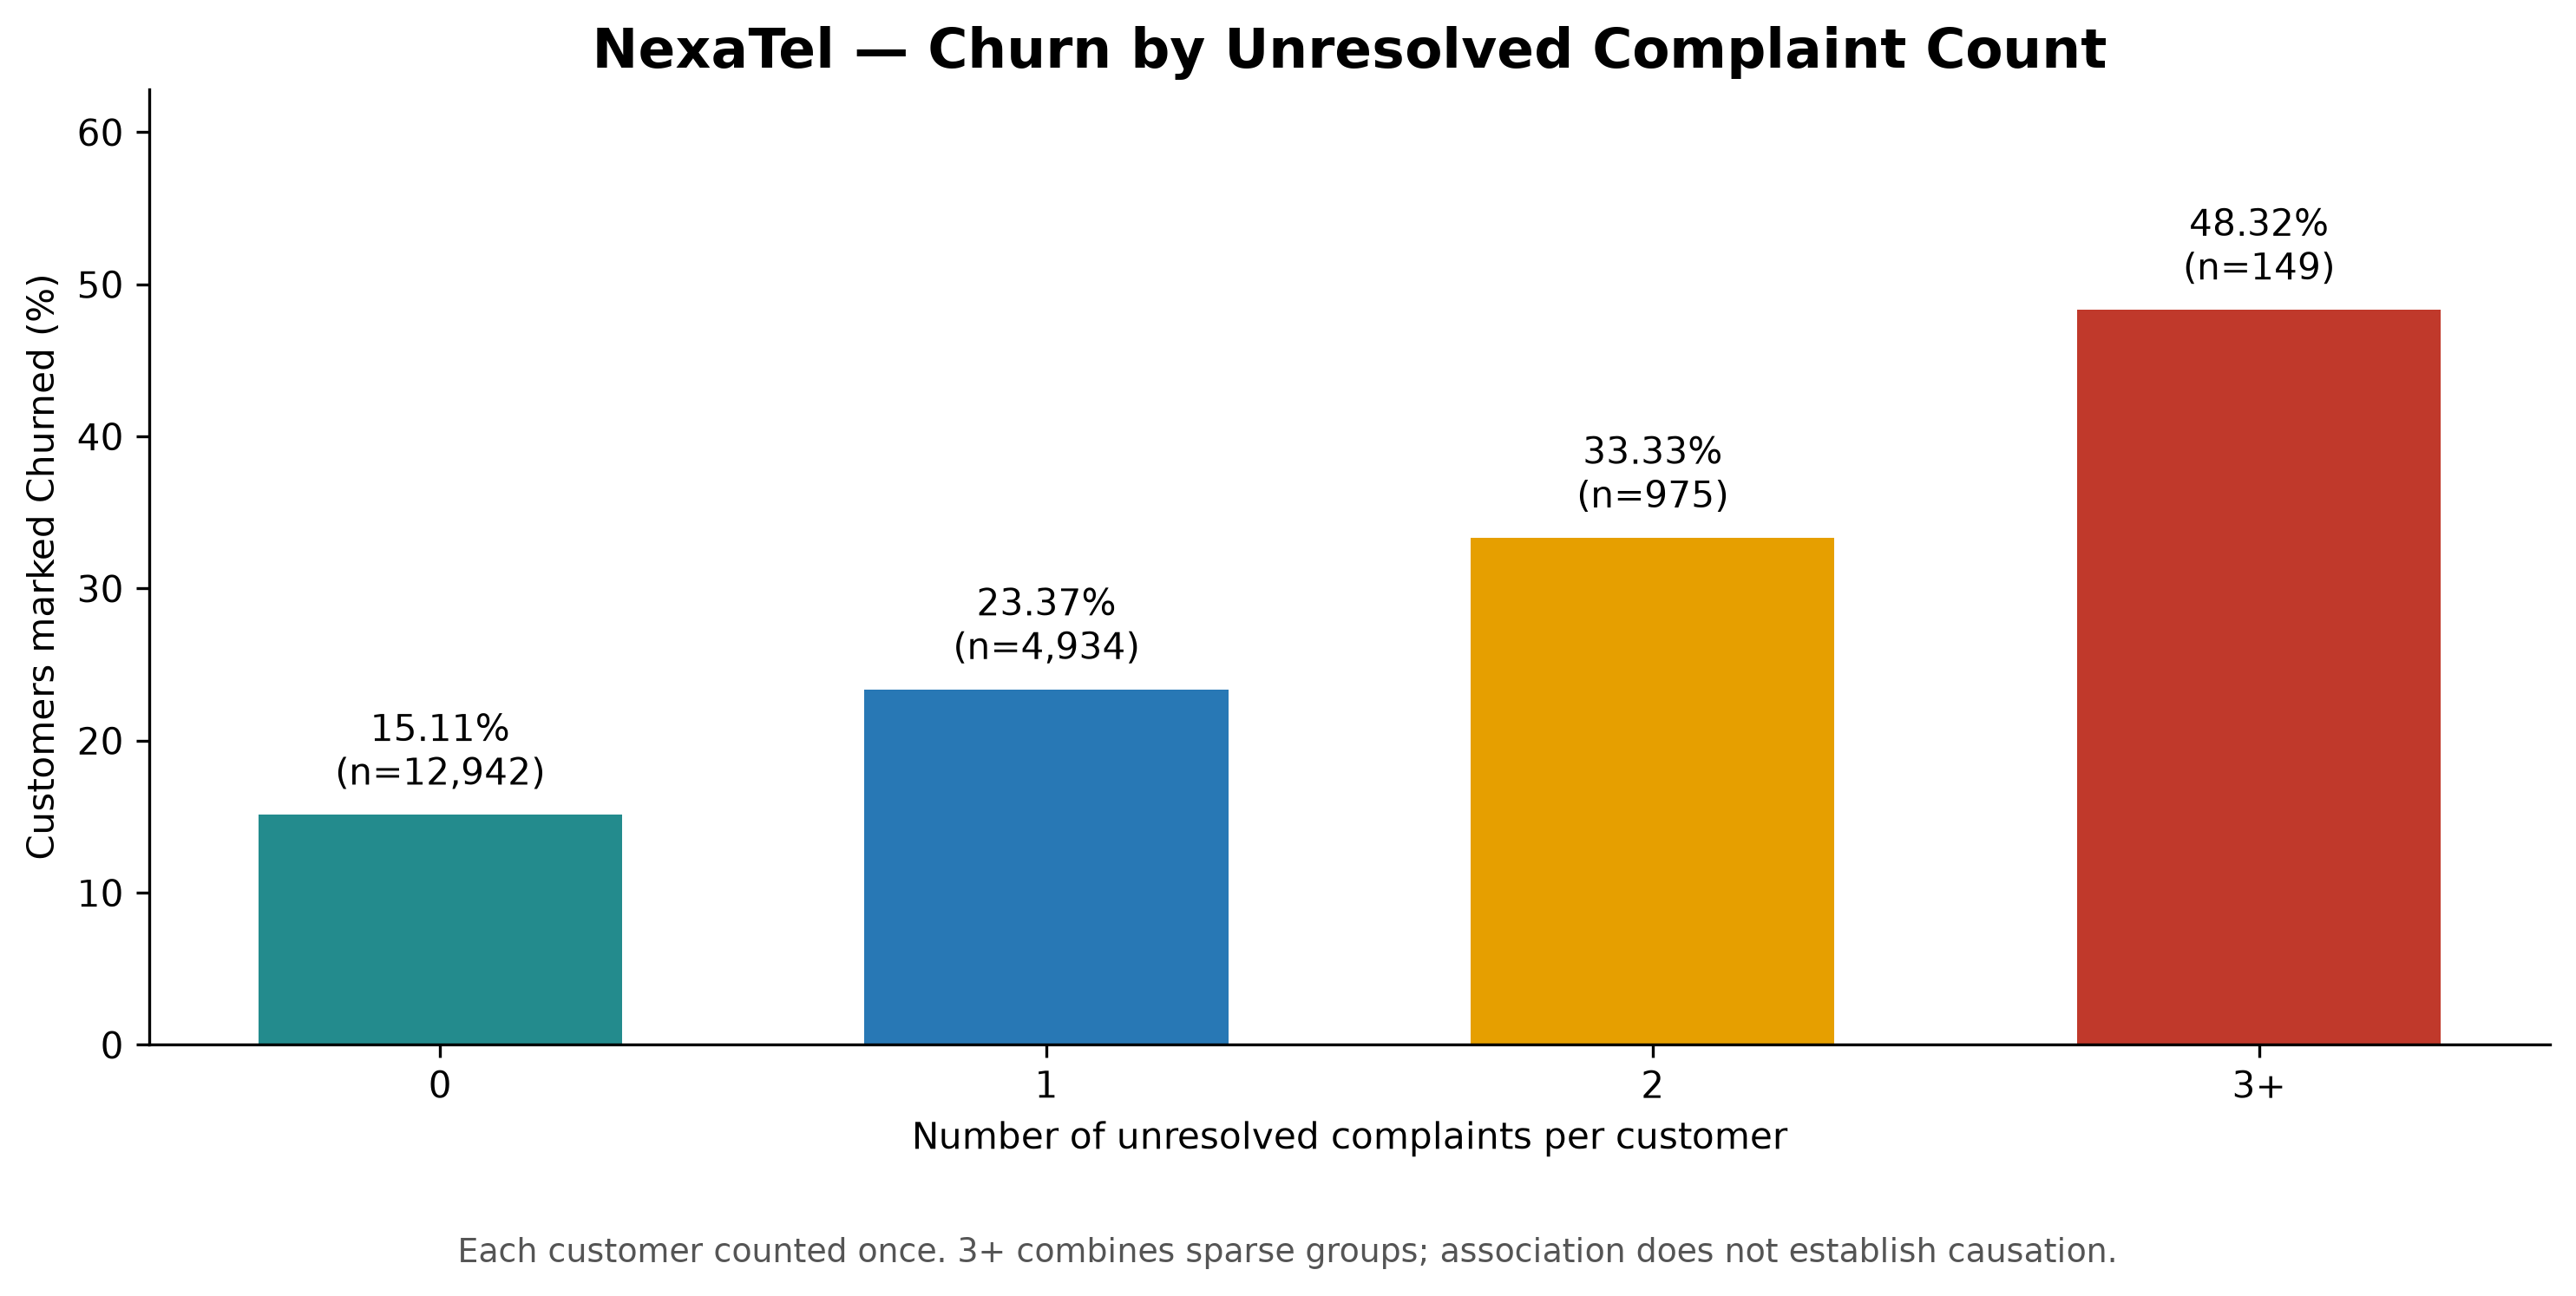 NexaTel — Churn by Unresolved Complaint Count
Customers marked Churned (%)
60
50
40
30
20
10
0
15.11%
(n=12,942)
23.37%
(n=4,934)
33.33%
(n=975)
48.32%
(n=149)
0
1
2
3+
Number of unresolved complaints per customer
Each customer counted once. 3+ combines sparse groups; association does not establish causation.